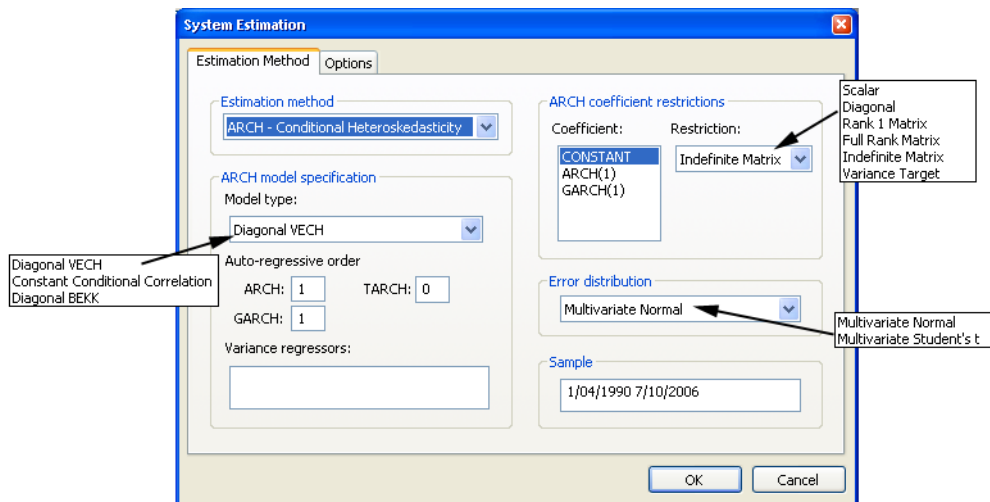 System Estimation
Estimation Method
Options
Estimation method
ARCH - Conditional Heteroskedasticity
ARCH model specification
Model type:
Diagonal VECH
Diagonal VECH
Constant Conditional Correlation
Diagonal BEKK
Auto-regressive order
ARCH: 1 TARCH: 0
GARCH: 1
Variance regressors:
ARCH coefficient restrictions
Coefficient: Restriction:
CONSTANT
ARCH(1)
GARCH(1)
Indefinite Matrix
Scalar
Diagonal
Rank 1 Matrix
Full Rank Matrix
Indefinite Matrix
Variance Target
Error distribution
Multivariate Normal
Multivariate Normal
Multivariate Student's t
Sample
1/04/1990 7/10/2006
OK Cancel